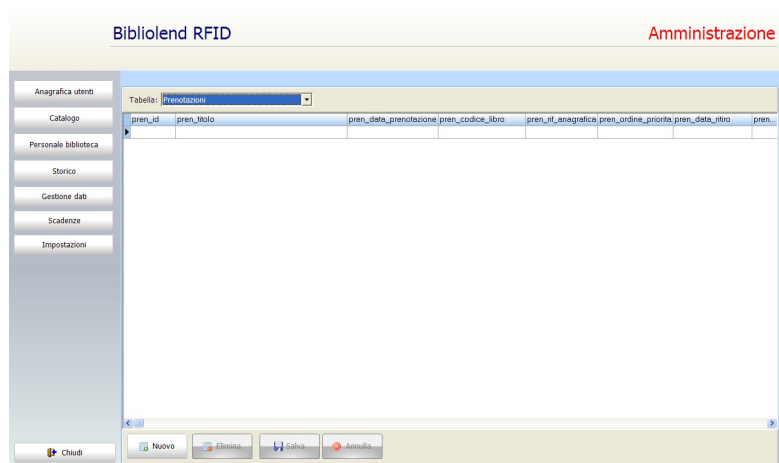 Bibliolend RFID
Amministrazione
Anagrafica utenti
Catalogo
Personale biblioteca
Storico
Gestione dati
Scadenze
Impostazioni
Chiudi
Tabella: Prenotazioni
pren_id pren_titolo pren_data_prenotazione pren_codice_libro pren_rif_anagrafica pren_ordine_priorita pren_data_ritiro pren...
Nuovo Elimina Salva Annulla